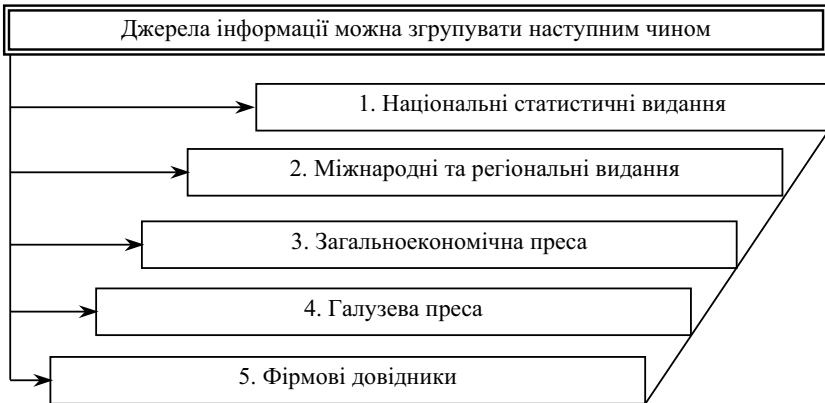 Джерела інформації можна згрупувати наступним чином
1. Національні статистичні видання
2. Міжнародні та регіональні видання
3. Загальноекономічна преса
4. Галузева преса
5. Фірмові довідники